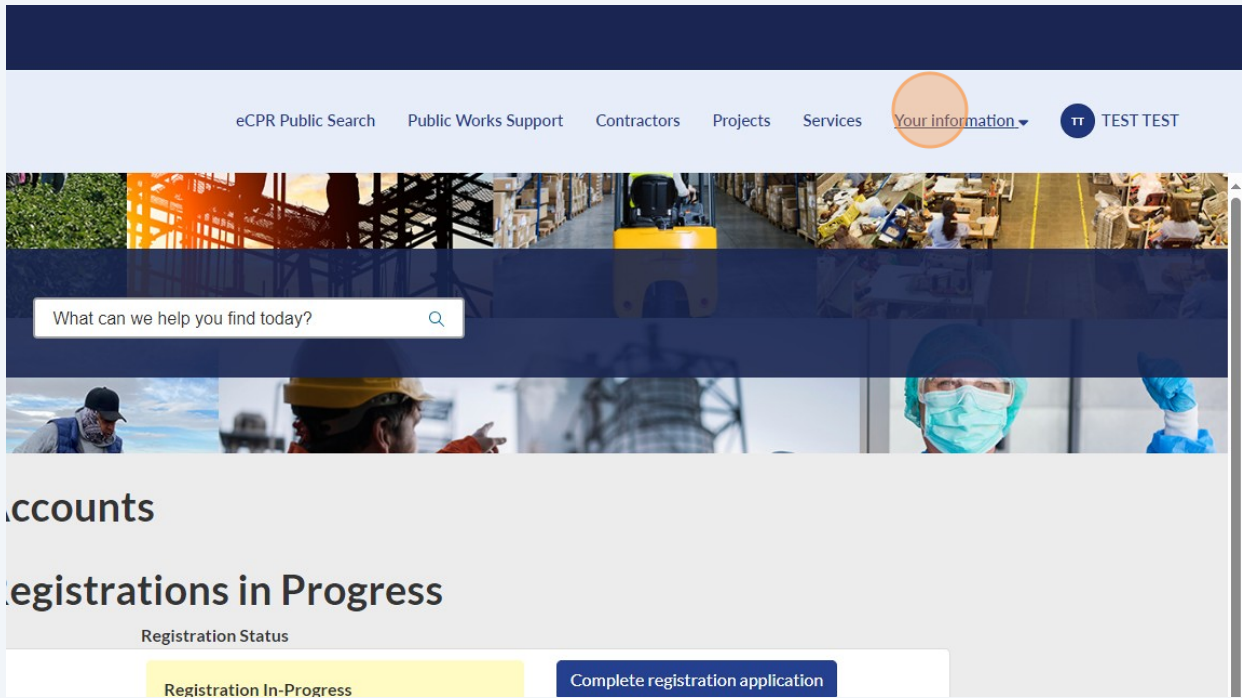 eCPR Public Search Public Works Support Contractors Projects Services Your information TT TEST TEST
What can we help you find today?
ccounts
egistrations in Progress
Registration Status
Registration In-Progress Complete registration application